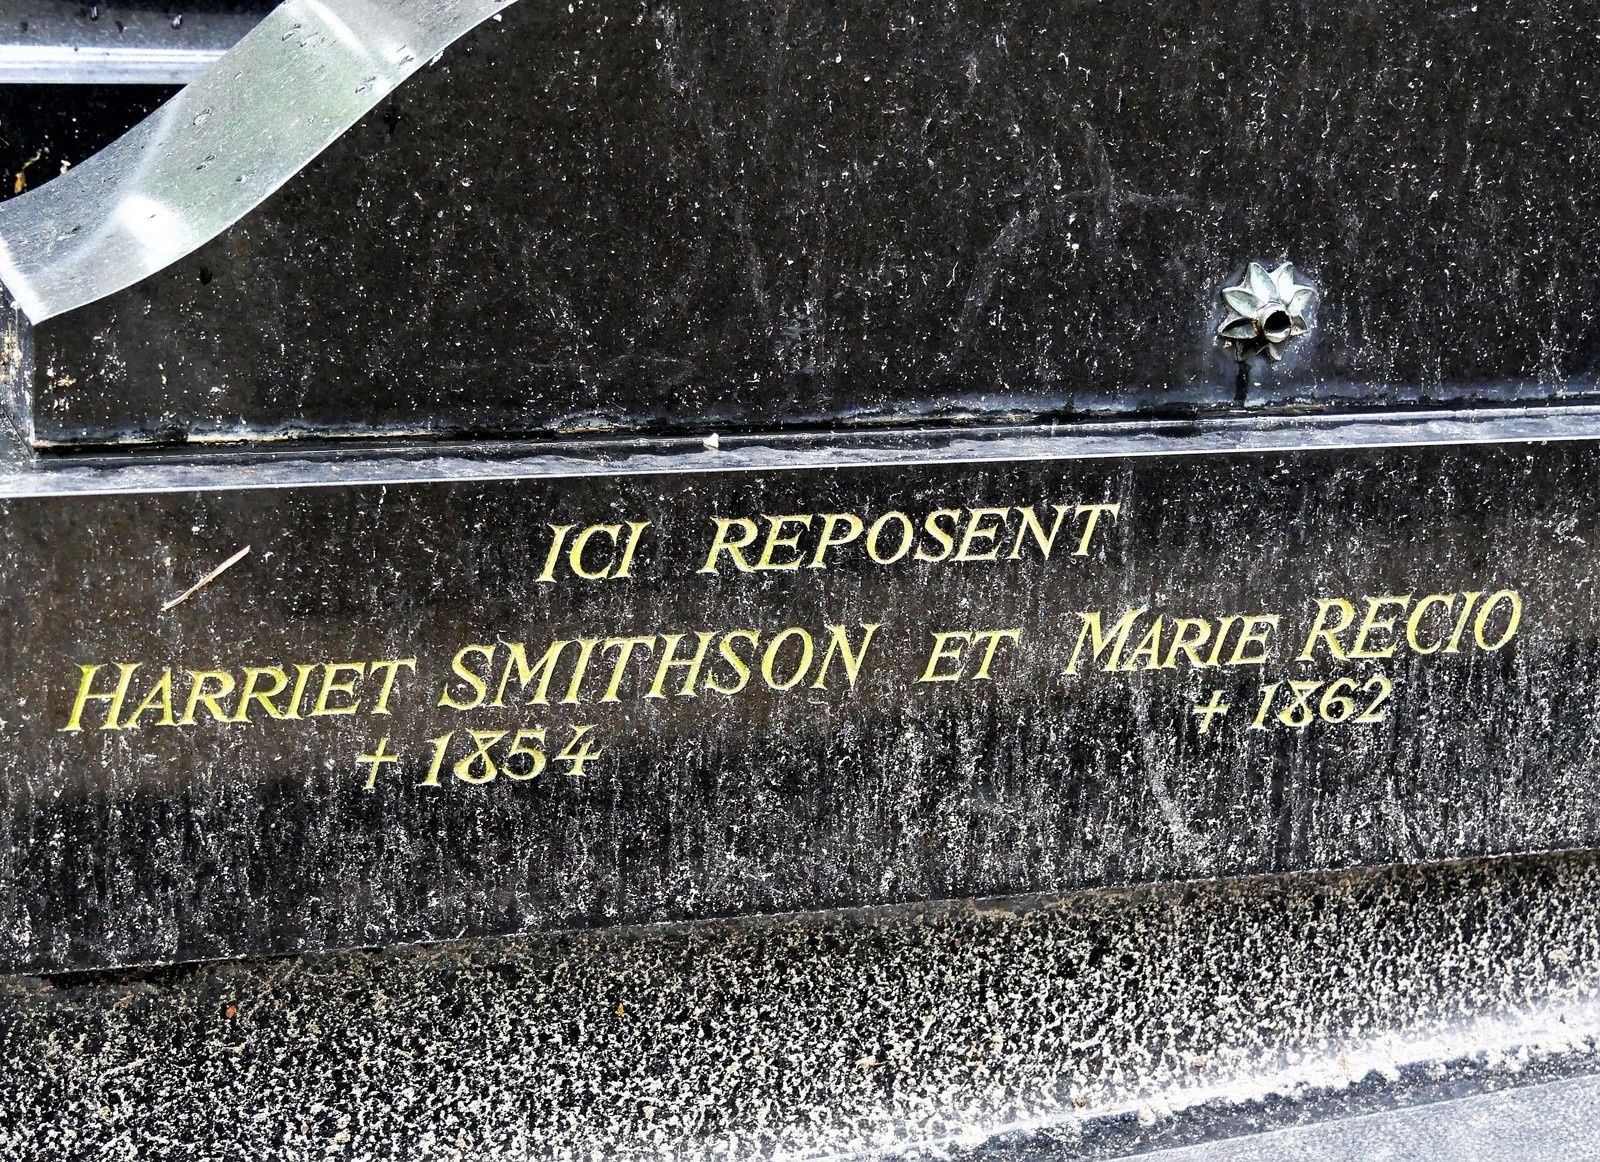 ICI REPOSENT
HARRIET SMITHSON ET MARIE RECIO
+ 1854 + 1862